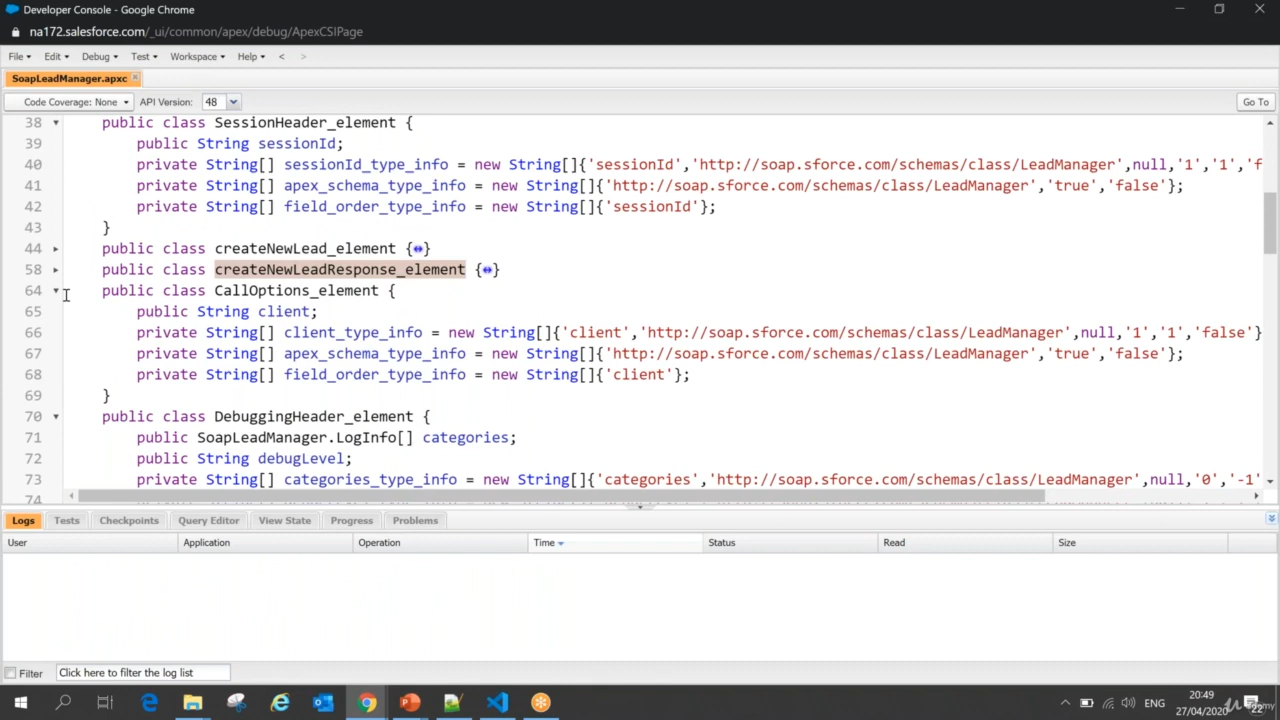 Developer Console - Google Chrome
na172.salesforce.com/_ui/common/apex/debug/ApexCSIPage
File Edit Debug Test Workspace Help < >
SoapLeadManager.apxc
Code Coverage: None API Version: 48 Go To
38 public class SessionHeader_element {
39 public String sessionId;
40 private String[] sessionId_type_info = new String[]{'sessionId','http://soap.sforce.com/schemas/class/LeadManager',null,'1','1','f
41 private String[] apex_schema_type_info = new String[]{'http://soap.sforce.com/schemas/class/LeadManager','true','false'};
42 private String[] field_order_type_info = new String[]{'sessionId'};
43 }
44 public class createNewLead_element {↔}
58 public class createNewLeadResponse_element {↔}
64 public class CallOptions_element {
65 public String client;
66 private String[] client_type_info = new String[]{'client','http://soap.sforce.com/schemas/class/LeadManager',null,'1','1','false'}
67 private String[] apex_schema_type_info = new String[]{'http://soap.sforce.com/schemas/class/LeadManager','true','false'};
68 private String[] field_order_type_info = new String[]{'client'};
69 }
70 public class DebuggingHeader_element {
71 public SoapLeadManager.LogInfo[] categories;
72 public String debugLevel;
73 private String[] categories_type_info = new String[]{'categories','http://soap.sforce.com/schemas/class/LeadManager',null,'0','-1'
74
Logs Tests Checkpoints Query Editor View State Progress Problems
User Application Operation Time Status Read Size
Filter Click here to filter the log list
ENG
20:49
27/04/2020
22
Udemy